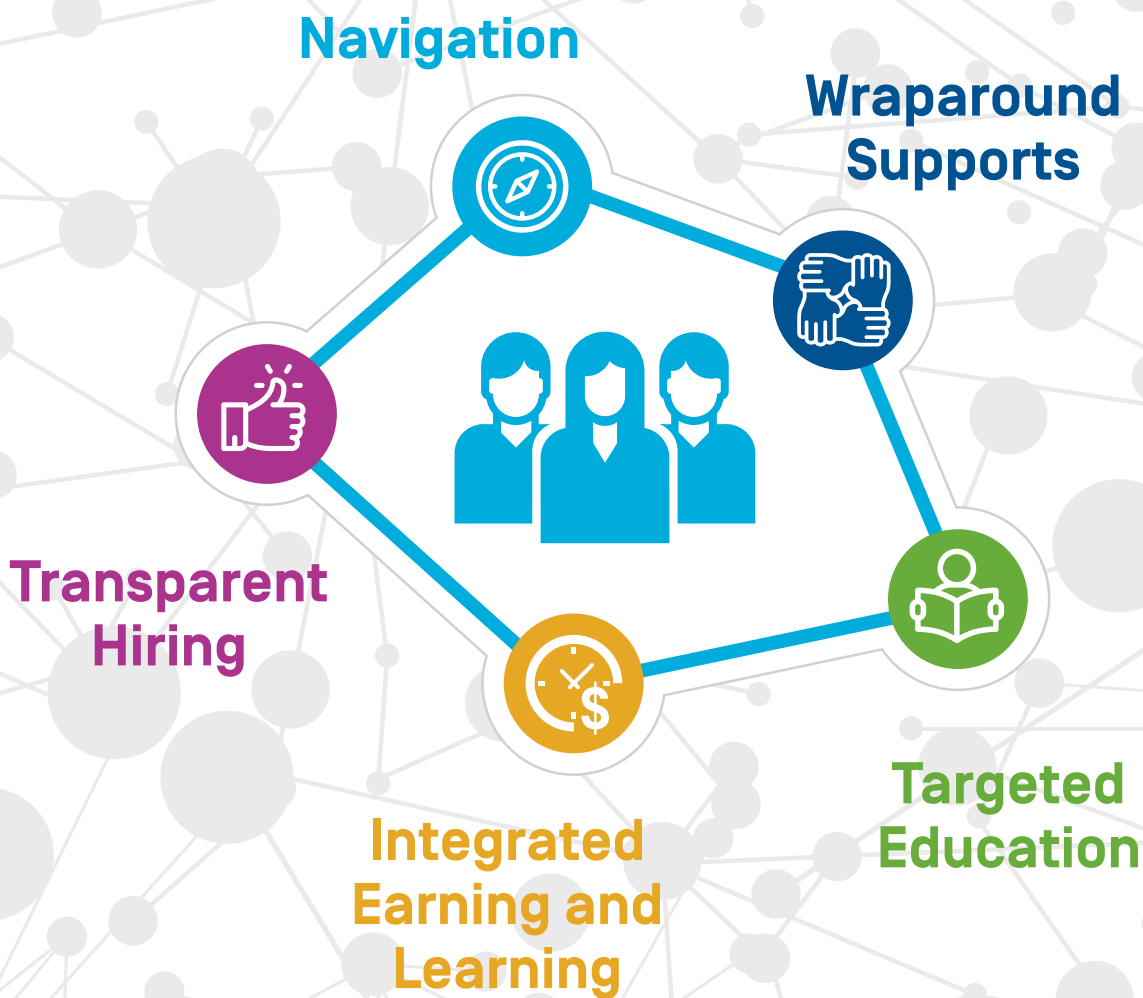 Navigation
Wraparound
Supports
Transparent
Hiring
$
Targeted
Education
Integrated
Earning and
Learning